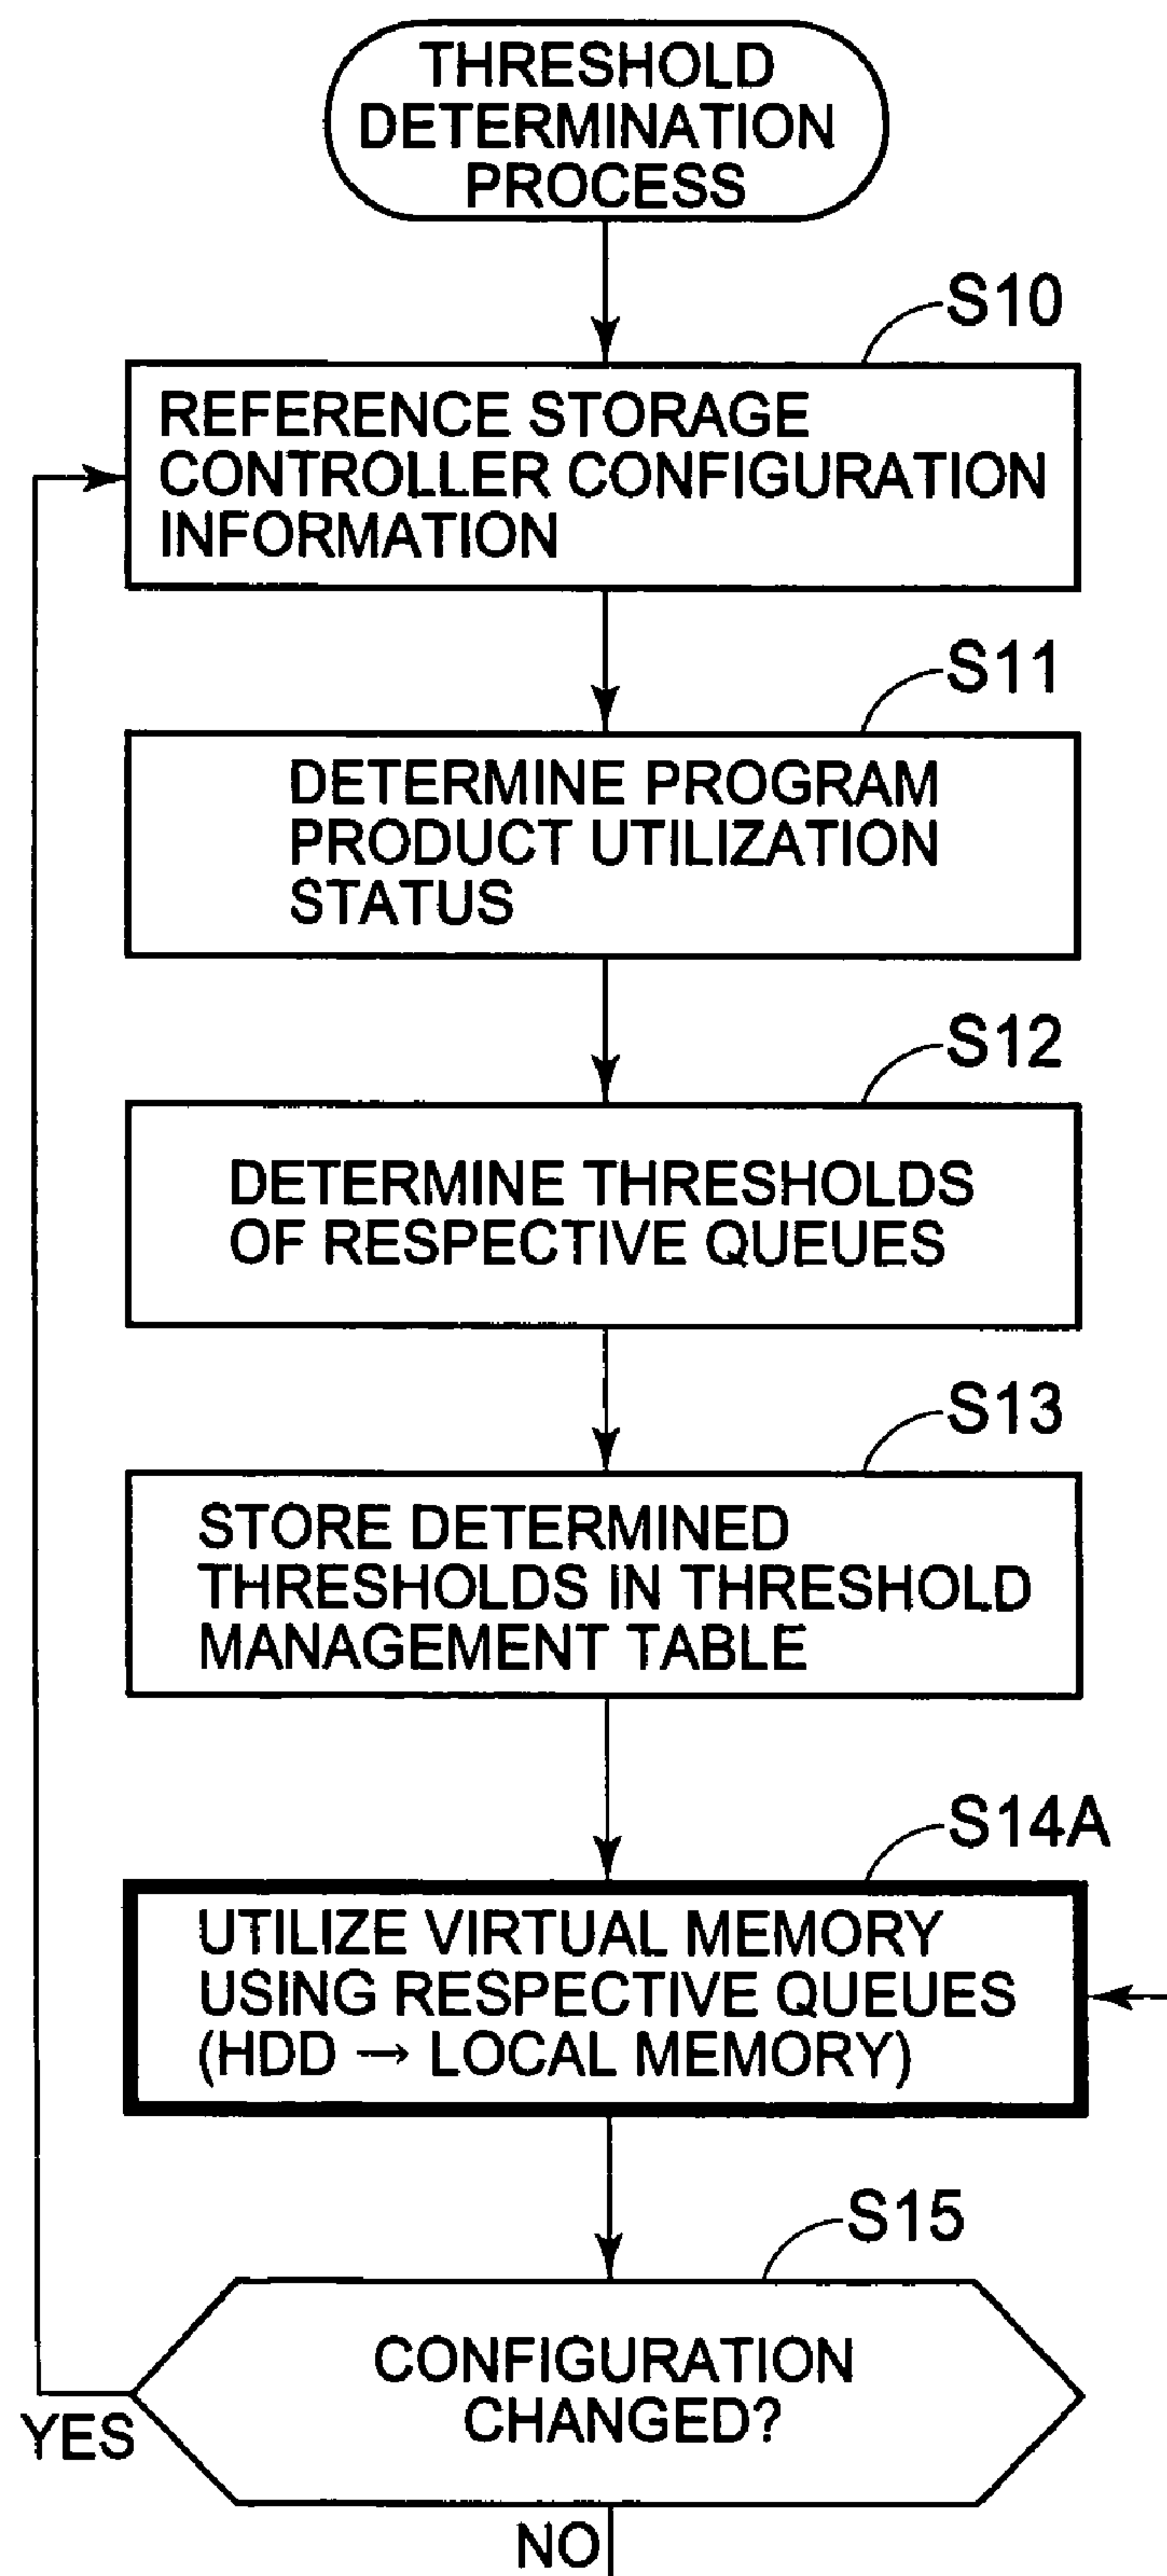 THRESHOLD
DETERMINATION
PROCESS
S10
REFERENCE STORAGE
CONTROLLER CONFIGURATION
INFORMATION
S11
DETERMINE PROGRAM
PRODUCT UTILIZATION
STATUS
S12
DETERMINE THRESHOLDS
OF RESPECTIVE QUEUES
S13
STORE DETERMINED
THRESHOLDS IN THRESHOLD
MANAGEMENT TABLE
S14A
UTILIZE VIRTUAL MEMORY
USING RESPECTIVE QUEUES
(HDD → LOCAL MEMORY)
S15
CONFIGURATION
CHANGED?
YES
NO